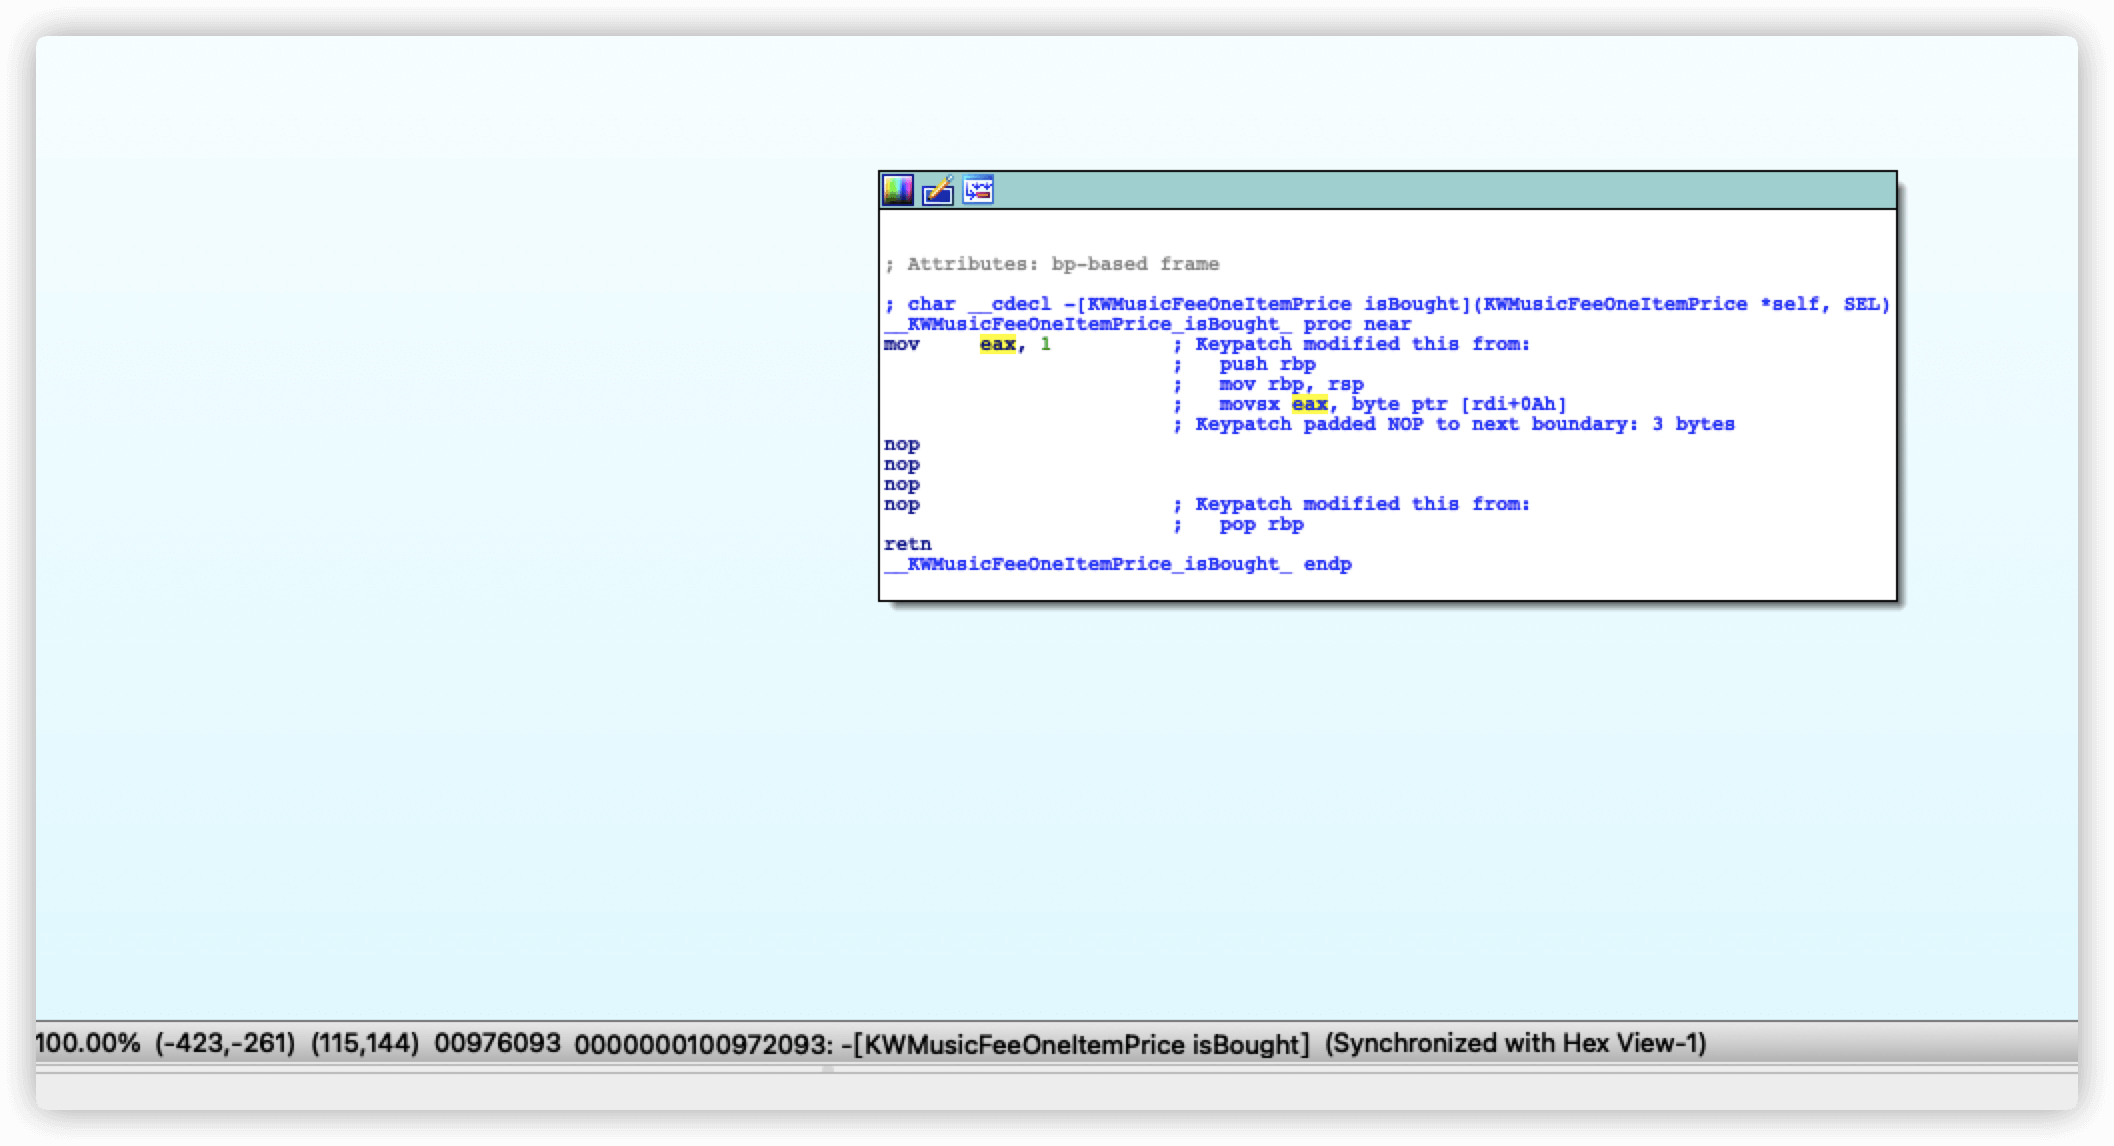 ; Attributes: bp-based frame
; char __cdecl -[KWMusicFeeOneItemPrice isBought](KWMusicFeeOneItemPrice *self, SEL)
__KWMusicFeeOneItemPrice_isBought_ proc near
mov     eax, 1          ; Keypatch modified this from:
                        ;   push rbp
                        ;   mov rbp, rsp
                        ;   movsx eax, byte ptr [rdi+0Ah]
                        ; Keypatch padded NOP to next boundary: 3 bytes
nop
nop
nop
nop                     ; Keypatch modified this from:
                        ;   pop rbp
retn
__KWMusicFeeOneItemPrice_isBought_ endp
100.00% (-423,-261) (115,144) 00976093 0000000100972093: -[KWMusicFeeOneItemPrice isBought] (Synchronized with Hex View-1)